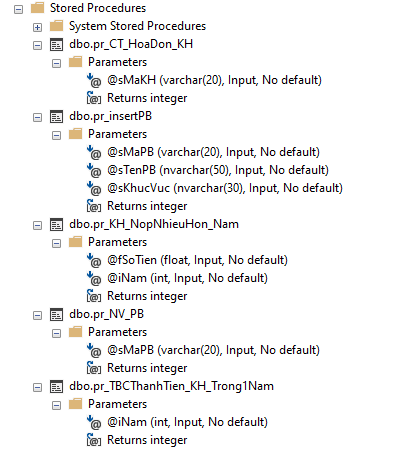 Stored Procedures
System Stored Procedures
dbo.pr_CT_HoaDon_KH
Parameters
@sMaKH (varchar(20), Input, No default)
Returns integer
dbo.pr_insertPB
Parameters
@sMaPB (varchar(20), Input, No default)
@sTenPB (nvarchar(50), Input, No default)
@sKhucVuc (nvarchar(30), Input, No default)
Returns integer
dbo.pr_KH_NopNhieuHon_Nam
Parameters
@fSoTien (float, Input, No default)
@iNam (int, Input, No default)
Returns integer
dbo.pr_NV_PB
Parameters
@sMaPB (varchar(20), Input, No default)
Returns integer
dbo.pr_TBCThanhTien_KH_Trong1Nam
Parameters
@iNam (int, Input, No default)
Returns integer